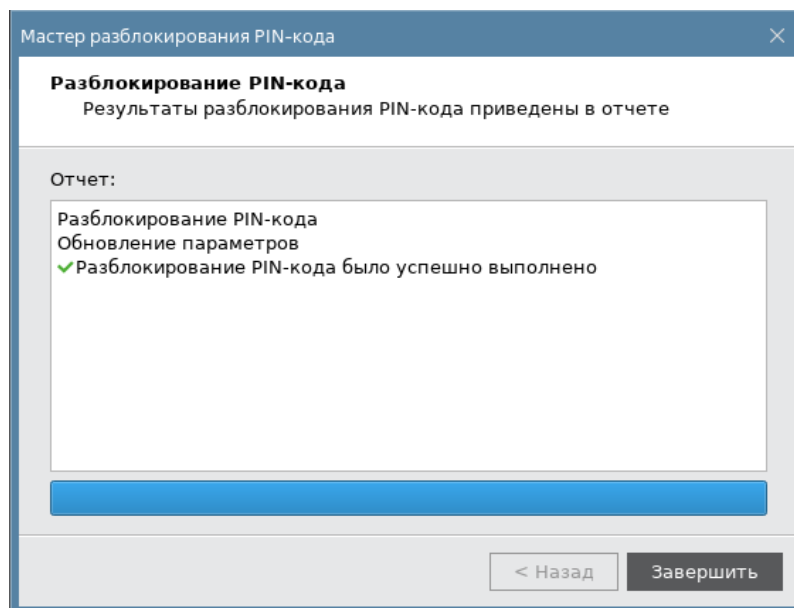 Мастер разблокирования PIN-кода
Разблокирование PIN-кода
Результаты разблокирования PIN-кода приведены в отчете
Отчет:
Разблокирование PIN-кода
Обновление параметров
Разблокирование PIN-кода было успешно выполнено
< Назад
Завершить